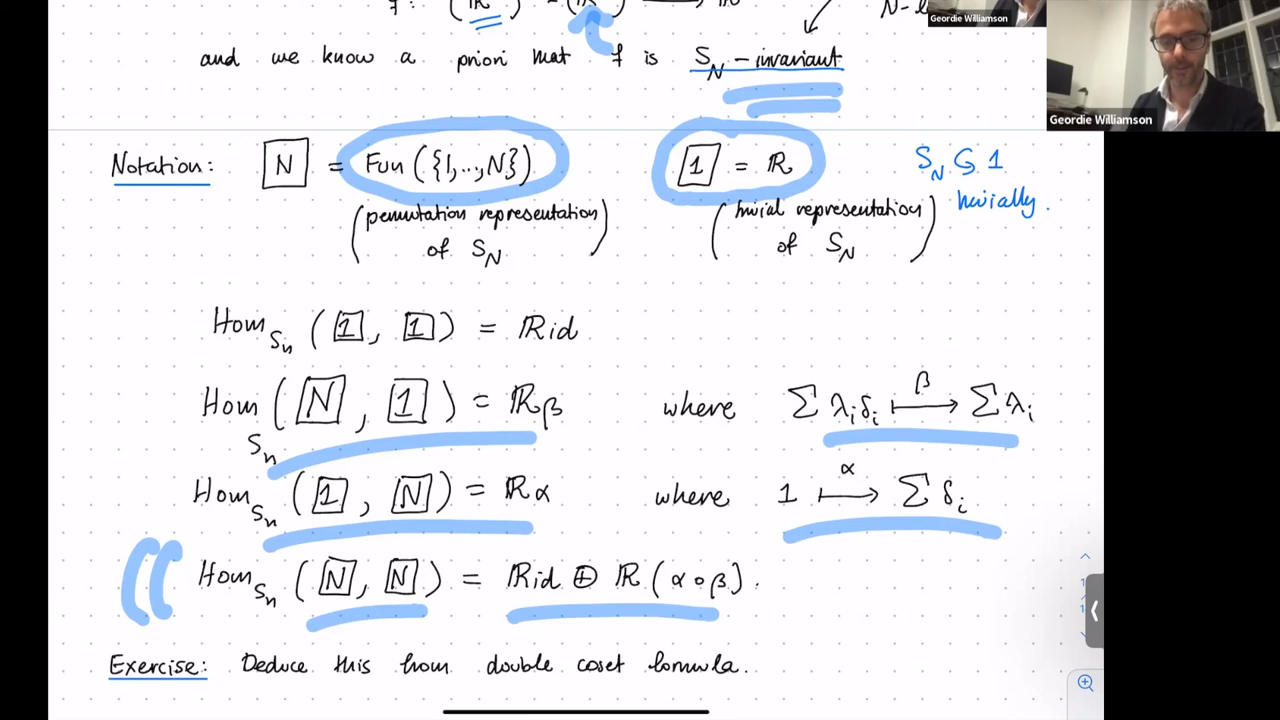 N-l
and we know a priori that f is S_N - invariant
Geordie Williamson
Geordie Williamson
Notation: [N] = Fun ({1,..,N}) [1] = ℝ S_N ↻ 1
(permutation representation of S_N) (trivial representation of S_N) trivially.
Hom_{S_n} ([1], [1]) = ℝ id
Hom_{S_n} ([N], [1]) = ℝβ where Σ λ_i δ_i ⟼^β Σ λ_i
Hom_{S_n} ([1], [N]) = ℝα where 1 ⟼^α Σ δ_i
Hom_{S_n} ([N], [N]) = ℝ id ⊕ ℝ (α∘β).
Exercise: Deduce this from double coset formula.